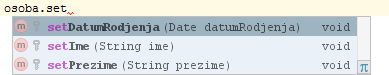 osoba.set
m setDatumRodjenja(Date datumRodjenja) void
m setIme(String ime) void
m setPrezime(String prezime) void
π